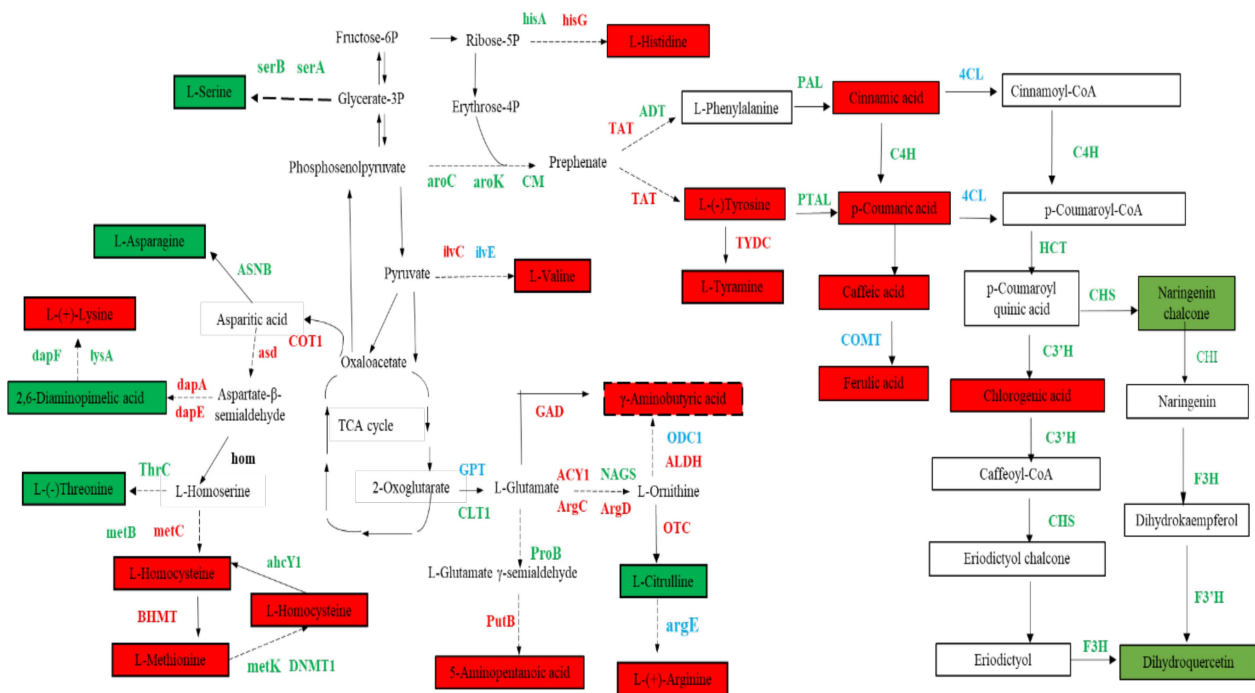 Fructose-6P
Ribose-5P
hisA hisG
L-Histidine
serB serA
L-Serine
Glycerate-3P
Erythrose-4P
Phosphosenolpyruvate
aroC aroK CM
Prephenate
TAT ADT
L-Phenylalanine
PAL
Cinnamic acid
4CL
Cinnamoyl-CoA
C4H
C4H
TAT
L-(-)Tyrosine
PTAL
p-Coumaric acid
4CL
p-Coumaroyl-CoA
TYDC
L-Tyramine
HCT
Caffeic acid
p-Coumaroyl
quinic acid
CHS
Naringenin
chalcone
COMT
Ferulic acid
C3'H
CHI
Chlorogenic acid
Naringenin
C3'H
Caffeoyl-CoA
F3H
CHS
Dihydrokaempferol
Eriodictyol chalcone
F3'H
Eriodictyol
F3H
Dihydroquercetin
L-Asparagine
ASNB
Pyruvate
ilvC ilvE
L-Valine
L-(+)-Lysine
Asparitic acid
COT1
asd
Oxaloacetate
dapF lysA
2,6-Diaminopimelic acid
dapA
dapE
Aspartate-β-
semialdehyde
TCA cycle
GAD
γ-Aminobutyric acid
hom
ODC1
ALDH
ThrC
L-(-)Threonine
L-Homoserine
2-Oxoglutarate
GPT
CLT1
L-Glutamate
ACY1 NAGS
ArgC ArgD
L-Ornithine
metB metC
OTC
ahcY1
ProB
L-Homocysteine
L-Glutamate γ-semialdehyde
L-Citrulline
L-Homocysteine
BHMT
PutB
argE
L-Methionine
metK DNMT1
5-Aminopentanoic acid
L-(+)-Arginine